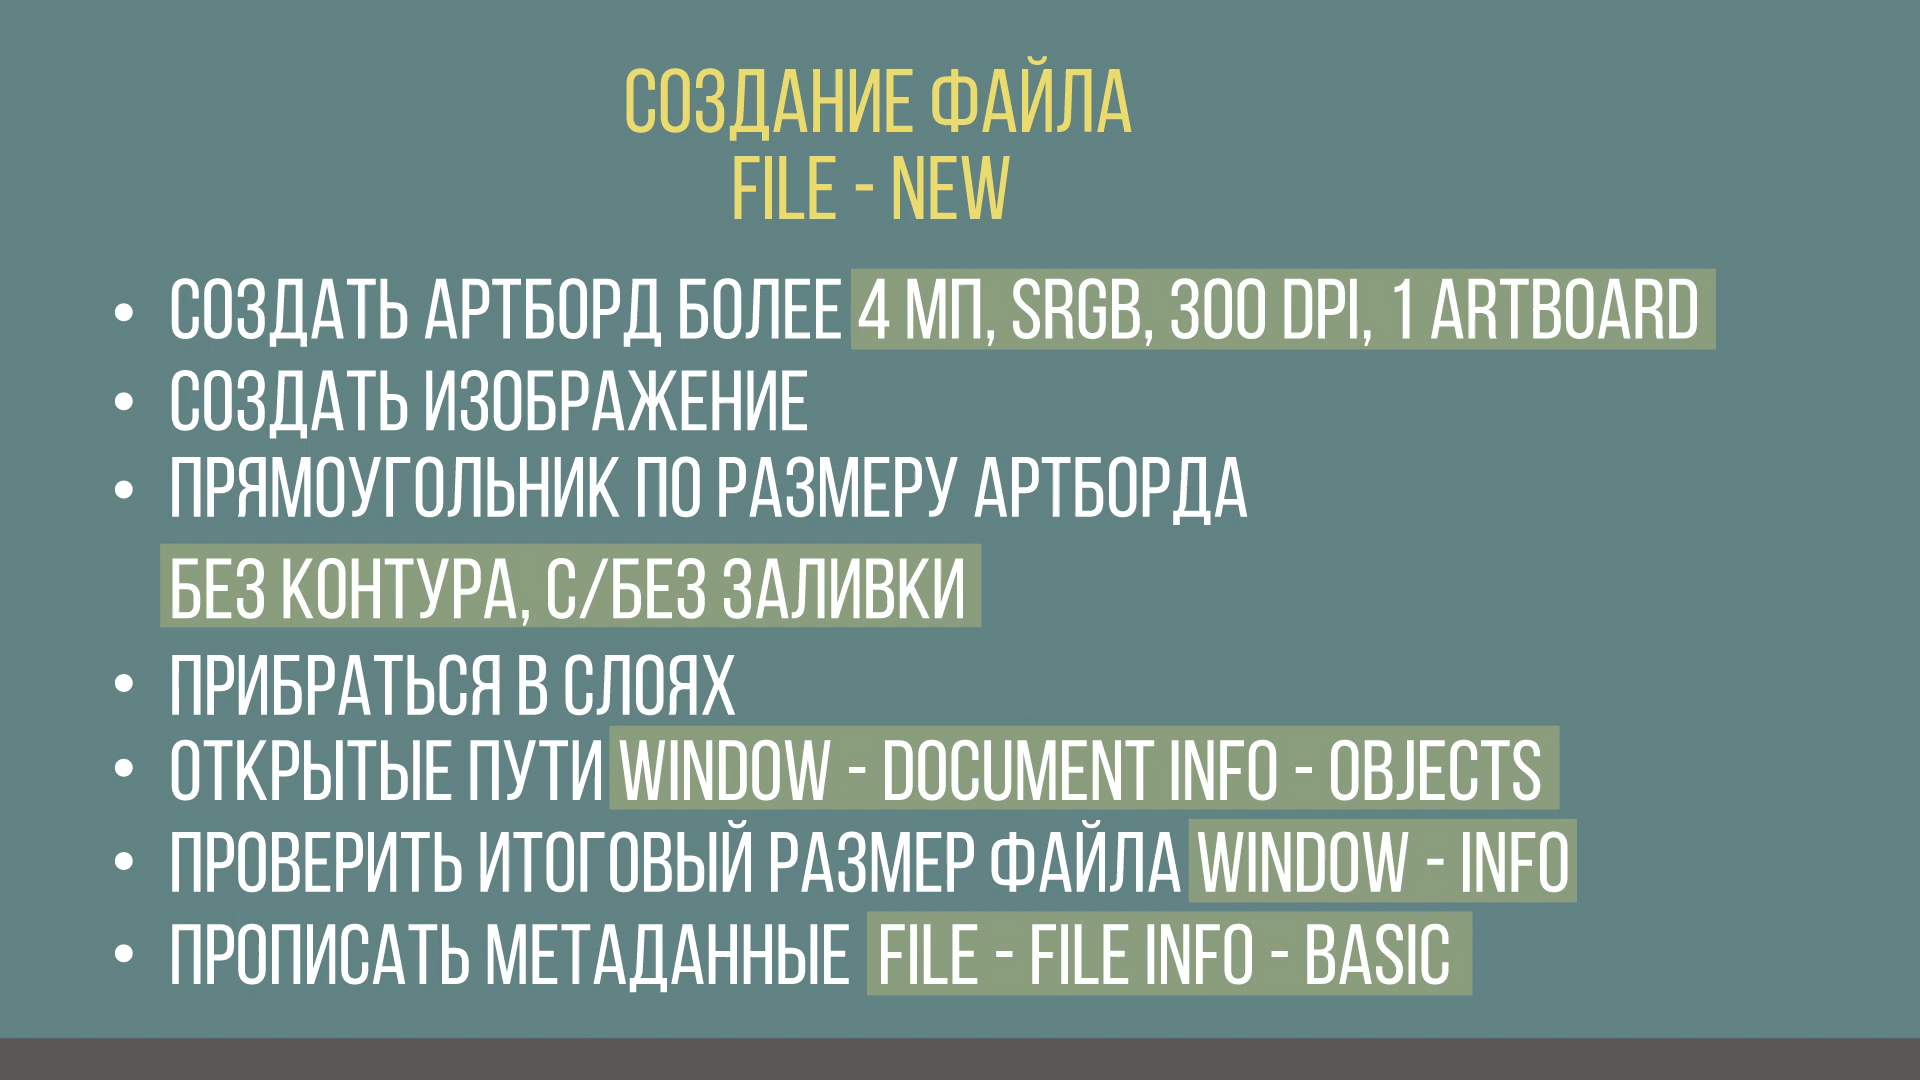 СОЗДАНИЕ ФАЙЛА
FILE - NEW
• СОЗДАТЬ АРТБОРД БОЛЕЕ 4 МП, SRGB, 300 DPI, 1 ARTBOARD
• СОЗДАТЬ ИЗОБРАЖЕНИЕ
• ПРЯМОУГОЛЬНИК ПО РАЗМЕРУ АРТБОРДА
БЕЗ КОНТУРА, С/БЕЗ ЗАЛИВКИ
• ПРИБРАТЬСЯ В СЛОЯХ
• ОТКРЫТЫЕ ПУТИ WINDOW - DOCUMENT INFO - OBJECTS
• ПРОВЕРИТЬ ИТОГОВЫЙ РАЗМЕР ФАЙЛА WINDOW - INFO
• ПРОПИСАТЬ МЕТАДАННЫЕ FILE - FILE INFO - BASIC